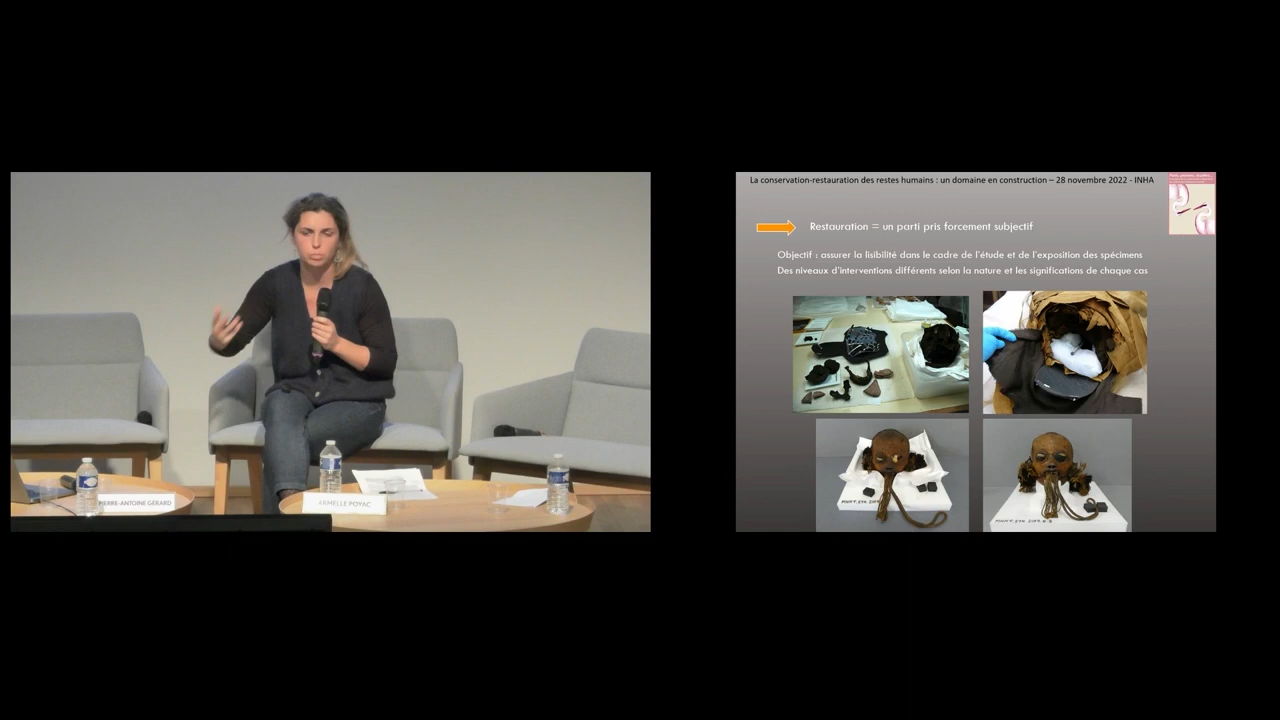 PIERRE-ANTOINE GÉRARD
ARMELLE POYAC
La conservation-restauration des restes humains : un domaine en construction – 28 novembre 2022 - INHA
Restauration = un parti pris forcement subjectif
Objectif : assurer la lisibilité dans le cadre de l'étude et de l'exposition des spécimens
Des niveaux d'interventions différents selon la nature et les significations de chaque cas